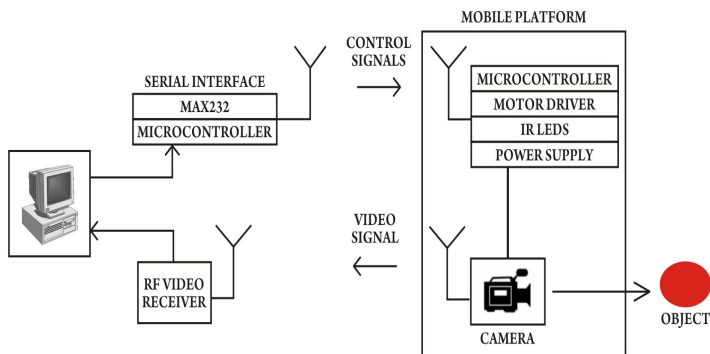 MOBILE PLATFORM
CONTROL
SIGNALS
SERIAL INTERFACE
MAX232
MICROCONTROLLER
MICROCONTROLLER
MOTOR DRIVER
IR LEDS
POWER SUPPLY
VIDEO
SIGNAL
RF VIDEO
RECEIVER
CAMERA
OBJECT